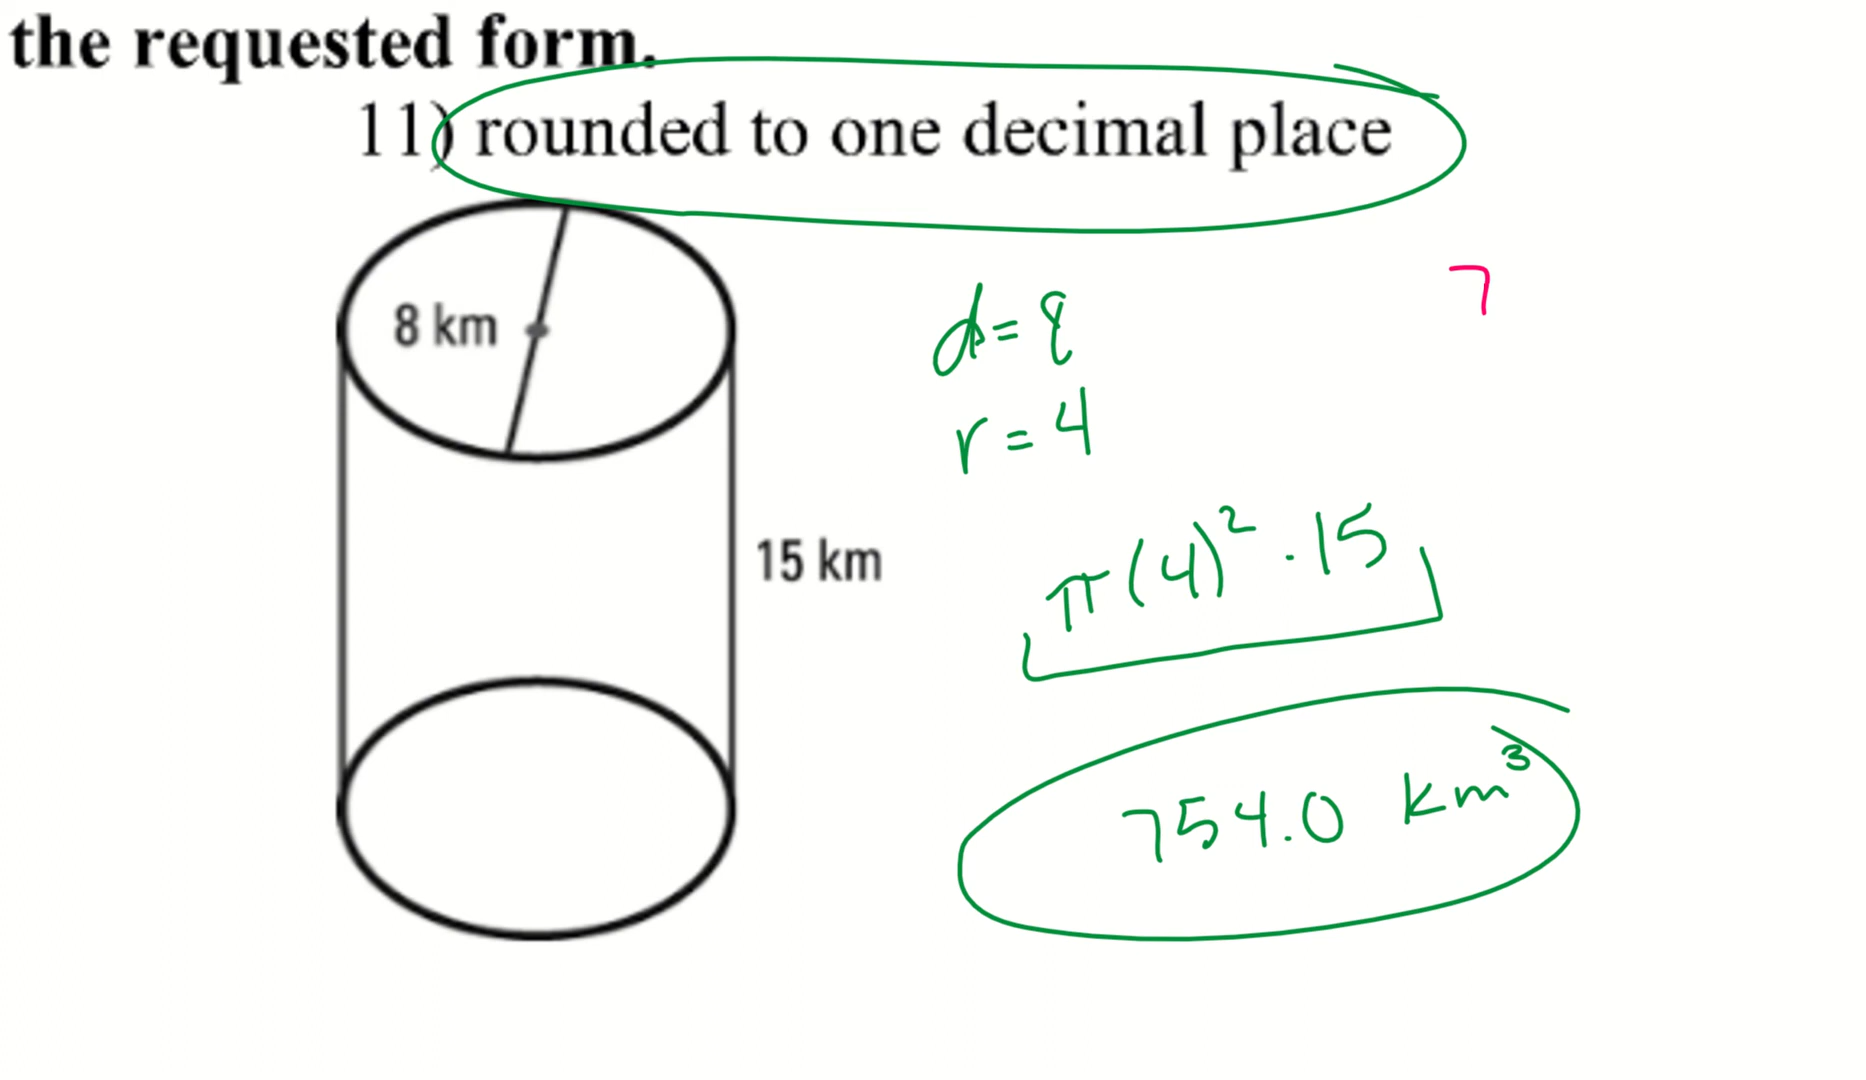 the requested form.
11) rounded to one decimal place
8 km
d = 8
7
r = 4
15 km
π(4)² · 15
754.0 km³